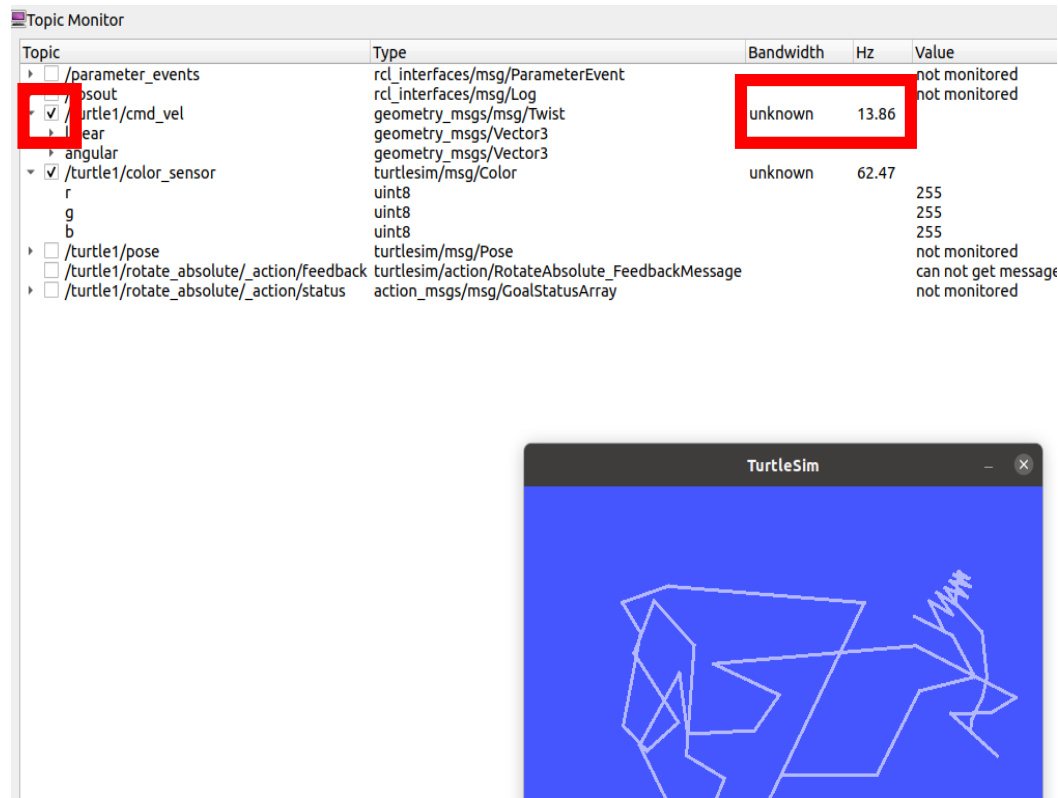 Topic Monitor
Topic Type Bandwidth Hz Value
/parameter_events rcl_interfaces/msg/ParameterEvent not monitored
rcl_interfaces/msg/Log not monitored
/turtle1/cmd_vel geometry_msgs/msg/Twist unknown 13.86
geometry_msgs/msg/Vector3
angular geometry_msgs/msg/Vector3
/turtle1/color_sensor turtlesim/msg/Color unknown 62.47
r uint8 255
g uint8 255
b uint8 255
/turtle1/pose turtlesim/msg/Pose not monitored
/turtle1/rotate_absolute/_action/feedback turtlesim/action/RotateAbsolute_FeedbackMessage can not get message
/turtle1/rotate_absolute/_action/status action_msgs/msg/GoalStatusArray not monitored
TurtleSim